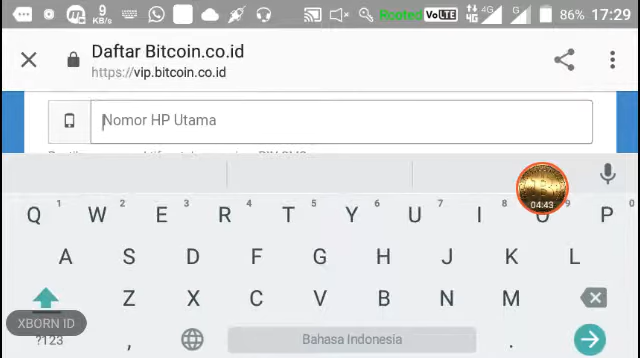 9
KB/s
Rooted VoLTE 4G 4G G 86% 17:29
Daftar Bitcoin.co.id
https://vip.bitcoin.co.id
Nomor HP Utama
04:43
1 2 3 4 5 6 7 8 9 0
Q W E R T Y U I O P
A S D F G H J K L
Z X C V B N M
XBORN ID
?123 , Bahasa Indonesia .